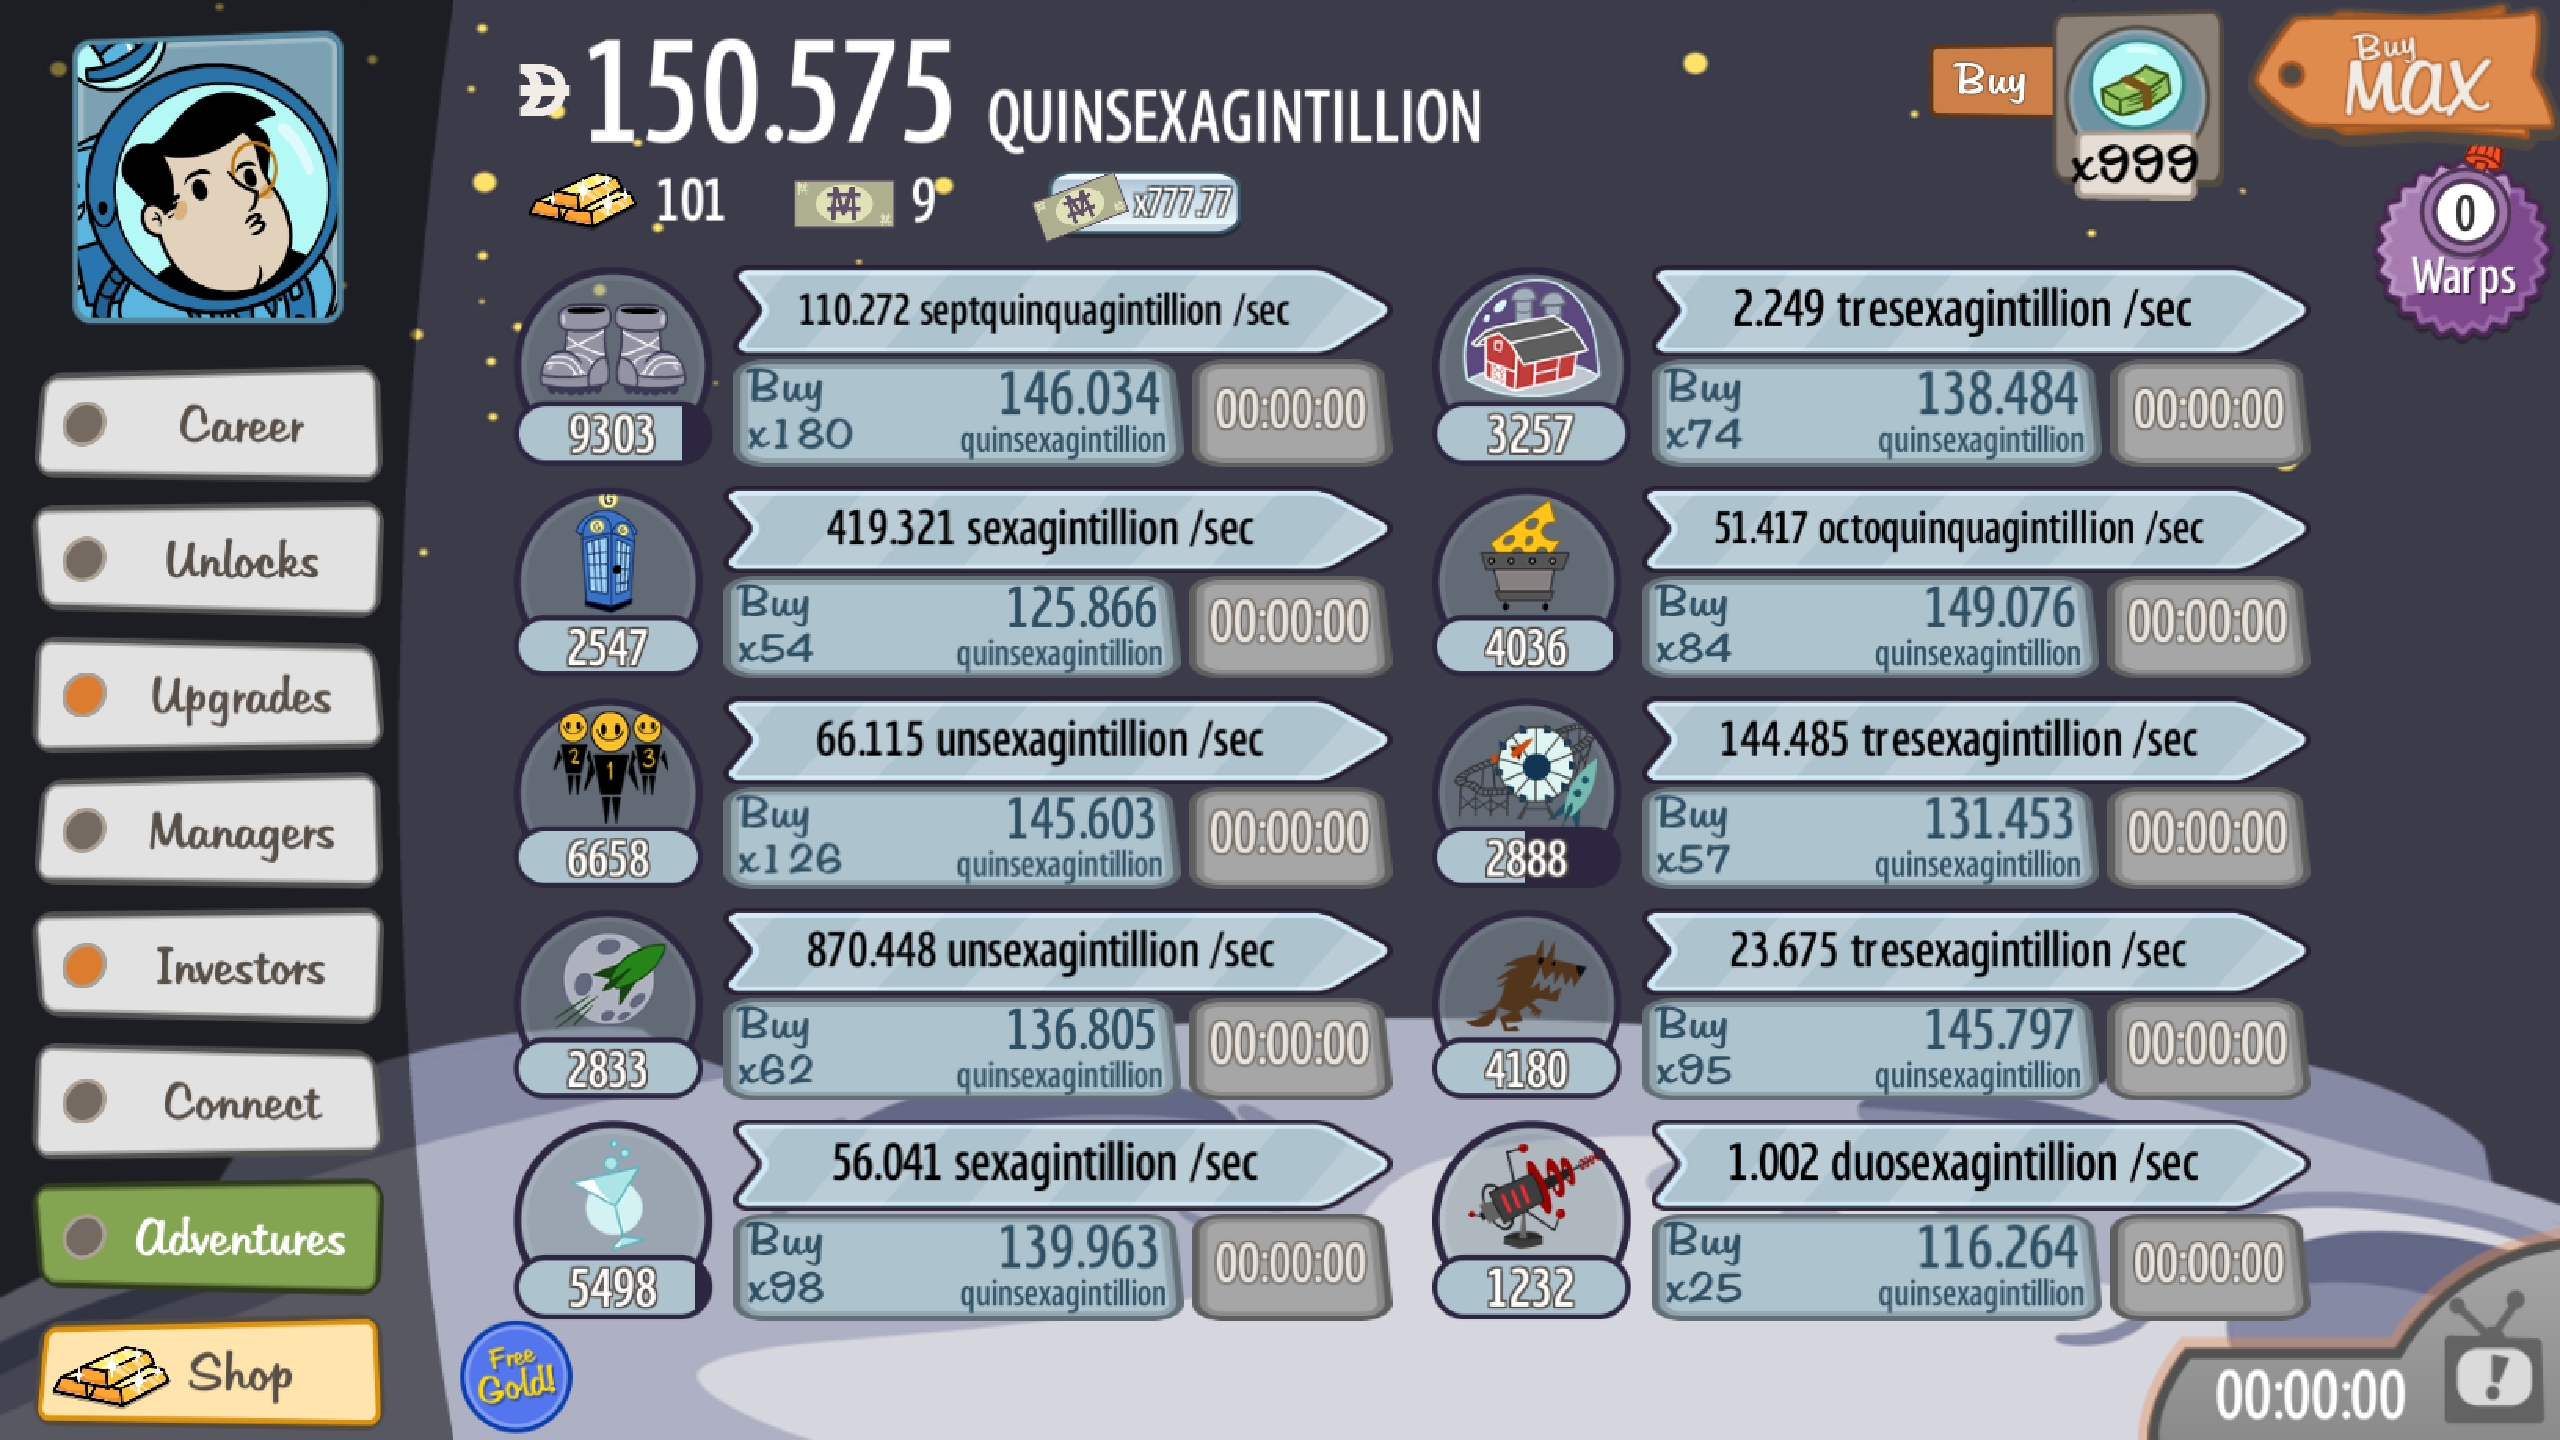 150.575 QUINSEXAGINTILLION
Buy
x999
Buy
MAX
101
9
x777.77
0
Warps
Career
Unlocks
Upgrades
Managers
Investors
Connect
Adventures
Shop
110.272 septquinquagintillion /sec
9303
Buy
x180
146.034
quinsexagintillion
00:00:00
2.249 tresexagintillion /sec
3257
Buy
x74
138.484
quinsexagintillion
00:00:00
G
419.321 sexagintillion /sec
2547
Buy
x54
125.866
quinsexagintillion
00:00:00
51.417 octoquinquagintillion /sec
4036
Buy
x84
149.076
quinsexagintillion
00:00:00
2 1 3
66.115 unsexagintillion /sec
6658
Buy
x126
145.603
quinsexagintillion
00:00:00
144.485 tresexagintillion /sec
2888
Buy
x57
131.453
quinsexagintillion
00:00:00
870.448 unsexagintillion /sec
2833
Buy
x62
136.805
quinsexagintillion
00:00:00
23.675 tresexagintillion /sec
4180
Buy
x95
145.797
quinsexagintillion
00:00:00
56.041 sexagintillion /sec
5498
Buy
x98
139.963
quinsexagintillion
00:00:00
1.002 duosexagintillion /sec
1232
Buy
x25
116.264
quinsexagintillion
00:00:00
Free
Gold!
00:00:00
!